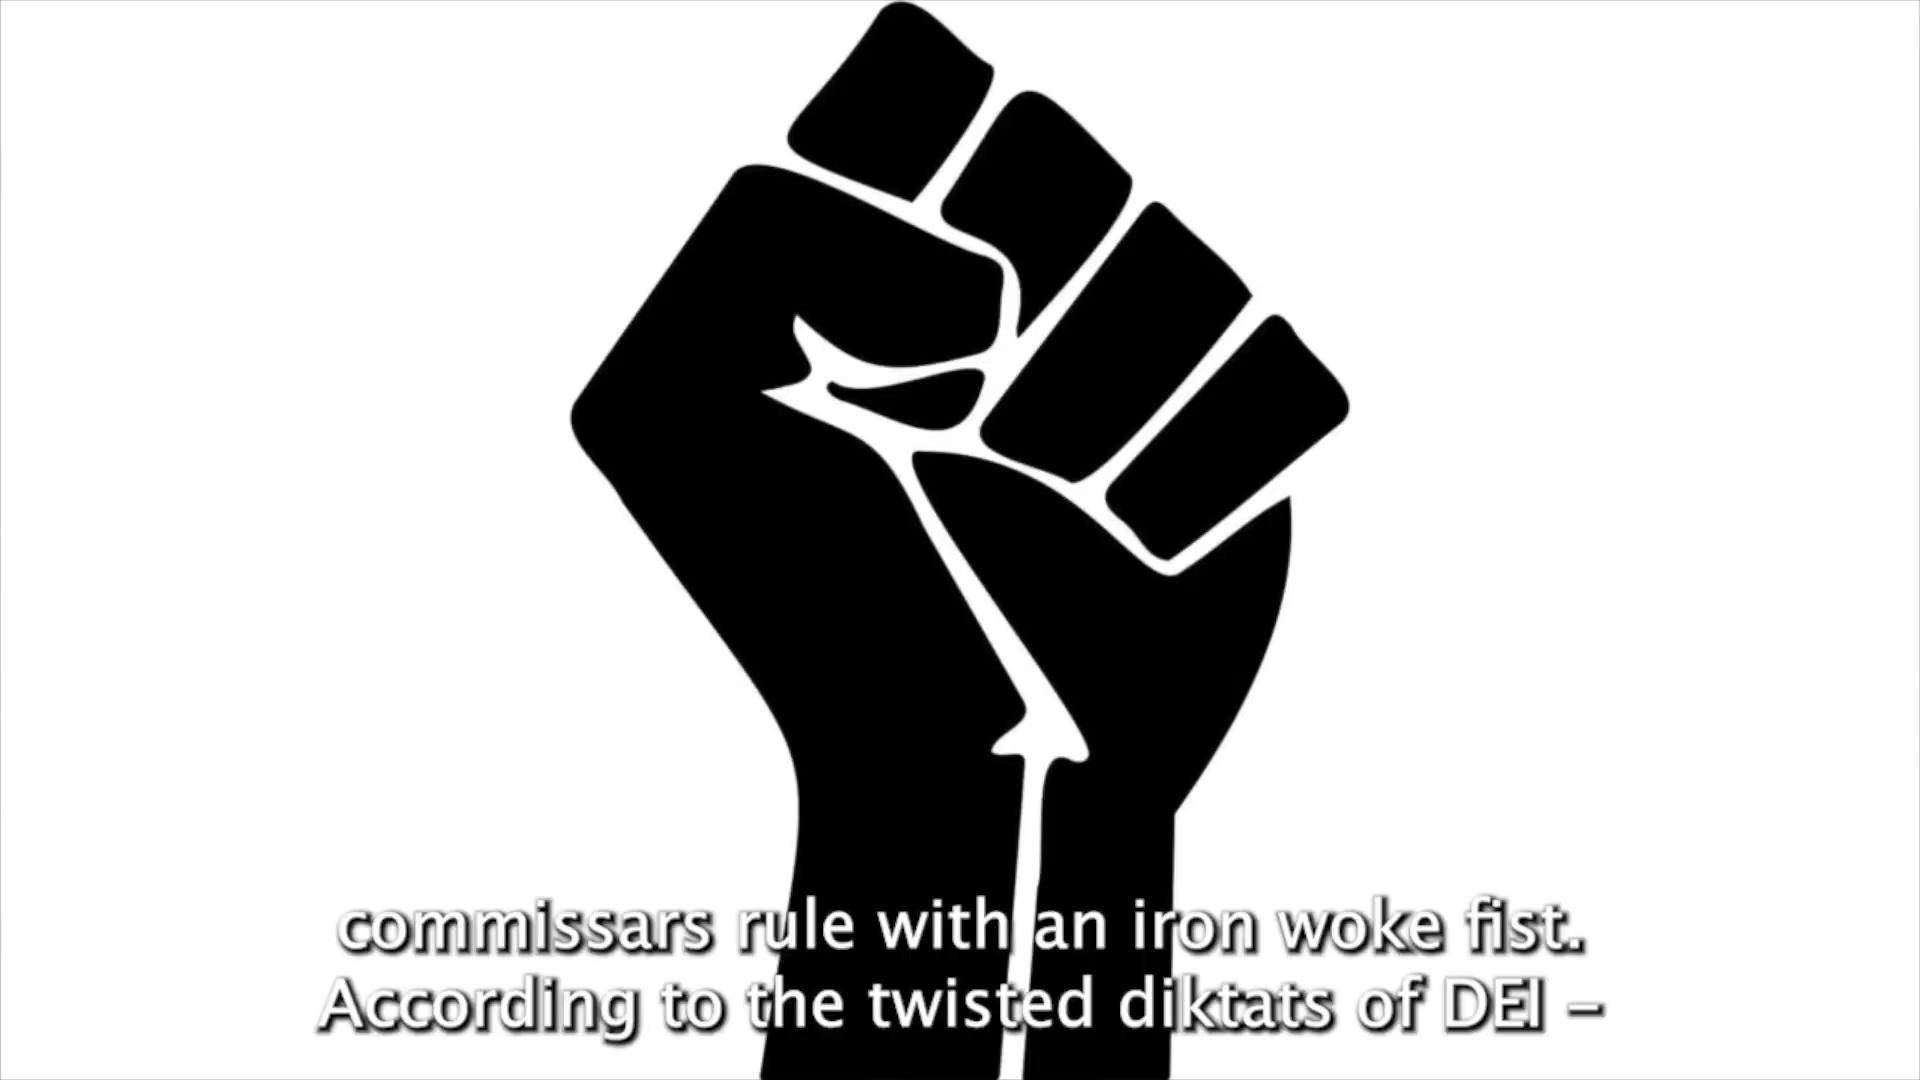 commissars rule with an iron woke fist.
According to the twisted diktats of DEI –